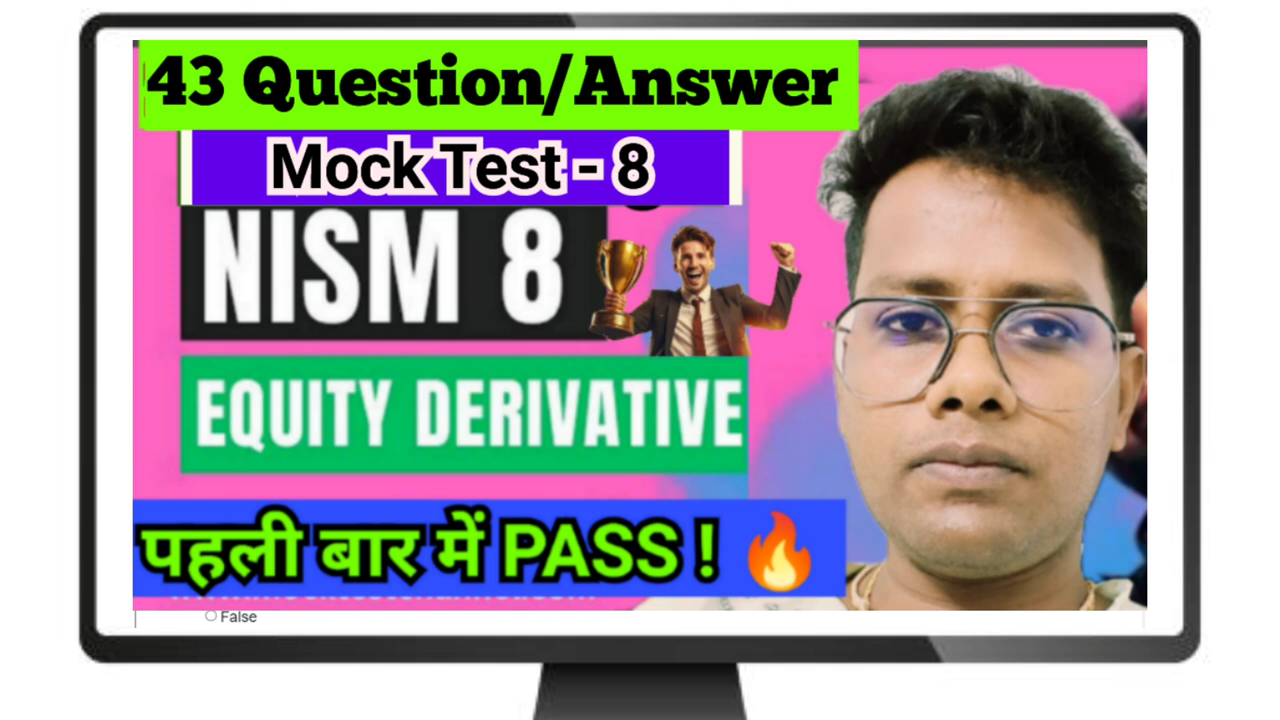 43 Question/Answer
Mock Test - 8
NISM 8
EQUITY DERIVATIVE
पहली बार में PASS !
False